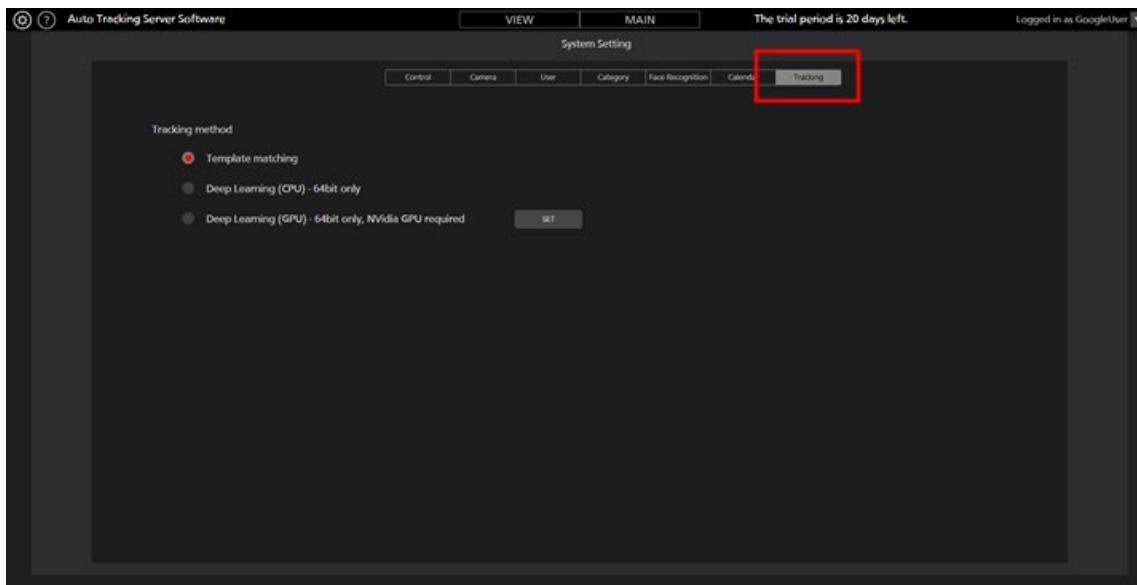 ? Auto Tracking Server Software VIEW MAIN The trial period is 20 days left. Logged in as GoogleUser
System Setting
Control Camera User Category Face Recognition Calendar Tracking
Tracking method
Template matching
Deep Learning (CPU) - 64bit only
Deep Learning (GPU) - 64bit only, NVidia GPU required SET